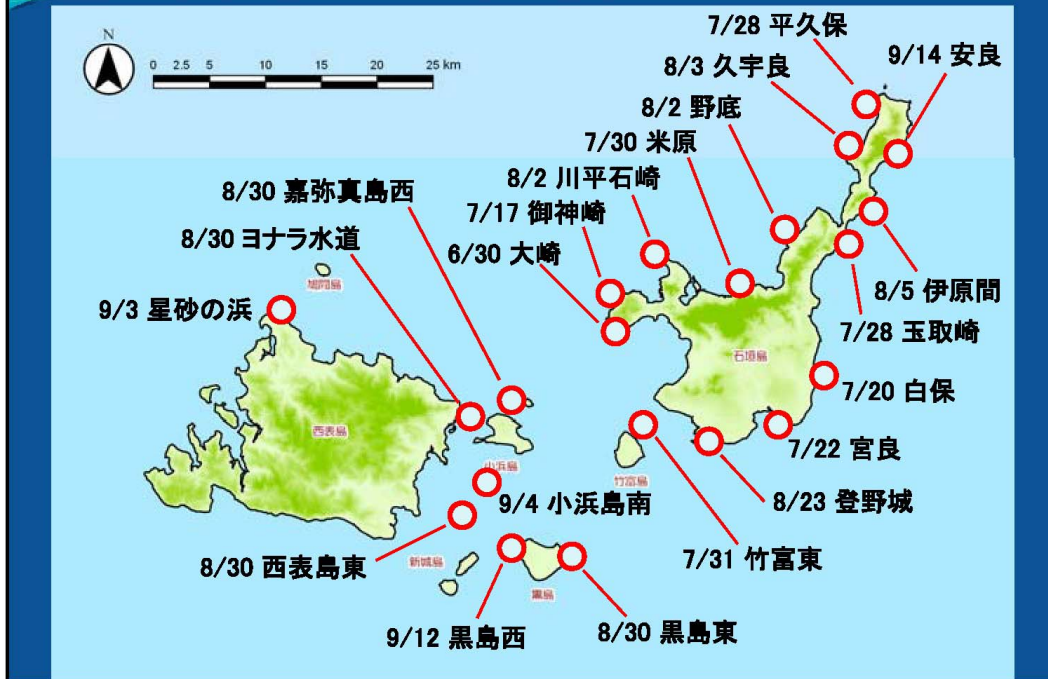 N
0 2.5 5 10 15 20 25 km
7/28 平久保
9/14 安良
8/3 久宇良
8/2 野底
7/30 米原
8/2 川平石崎
8/30 嘉弥真島西
7/17 御神崎
8/30 ヨナラ水道
6/30 大崎
鳩間島
9/3 星砂の浜
8/5 伊原間
7/28 玉取崎
石垣島
7/20 白保
西表島
7/22 宮良
小浜島
竹富島
8/23 登野城
9/4 小浜島南
7/31 竹富東
8/30 西表島東
新城島
黒島
9/12 黒島西
8/30 黒島東